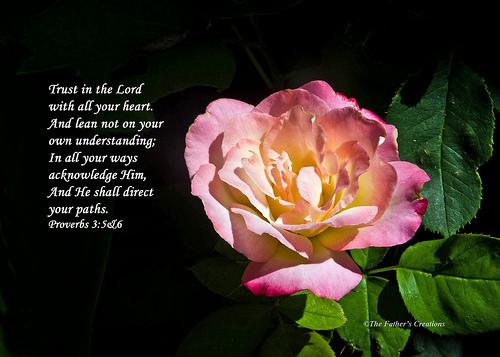 Trust in the Lord
with all your heart.
And lean not on your
own understanding;
In all your ways
acknowledge Him,
And He shall direct
your paths.
Proverbs 3:5&6
©The Father's Creations